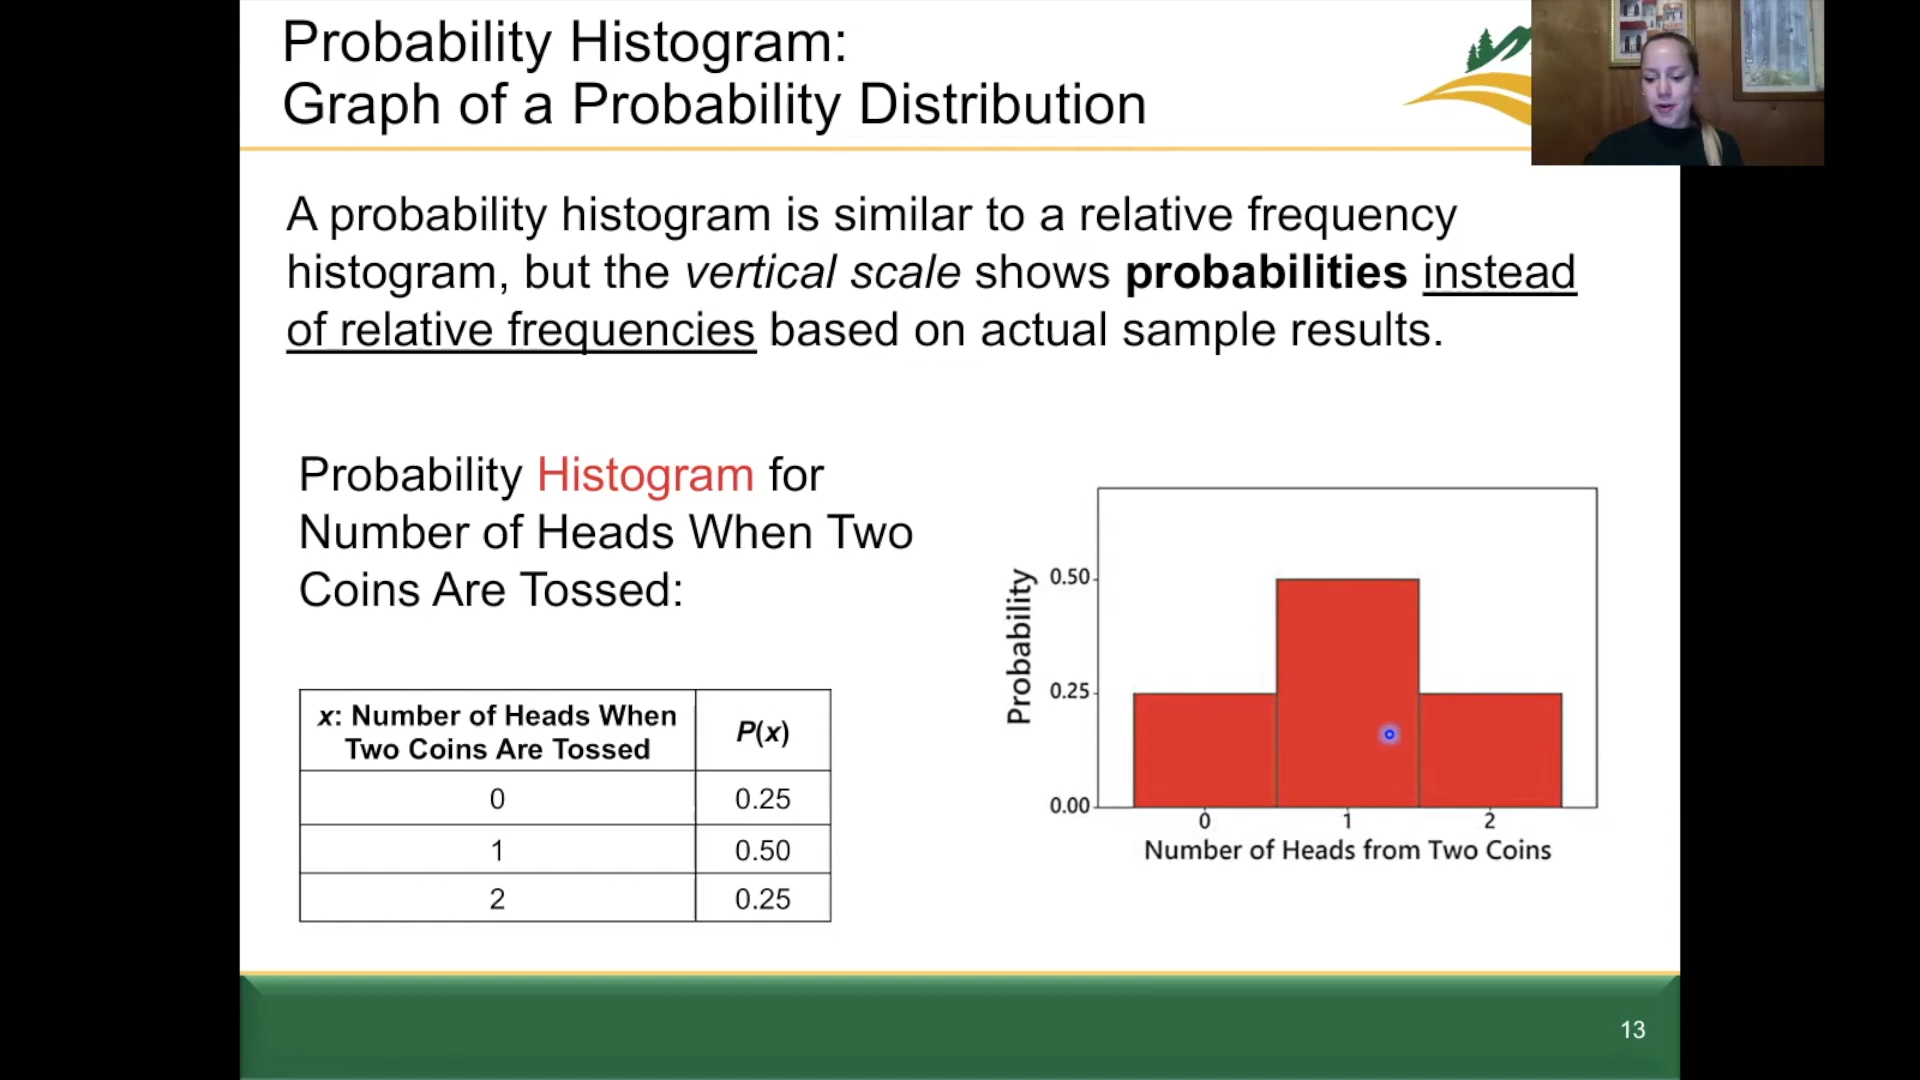 Probability Histogram:
Graph of a Probability Distribution
A probability histogram is similar to a relative frequency
histogram, but the vertical scale shows probabilities instead
of relative frequencies based on actual sample results.
Probability Histogram for
Number of Heads When Two
Coins Are Tossed:
x: Number of Heads When
Two Coins Are Tossed
P(x)
0 0.25
1 0.50
2 0.25
Probability
0.50
0.25
0.00
0 1 2
Number of Heads from Two Coins
13